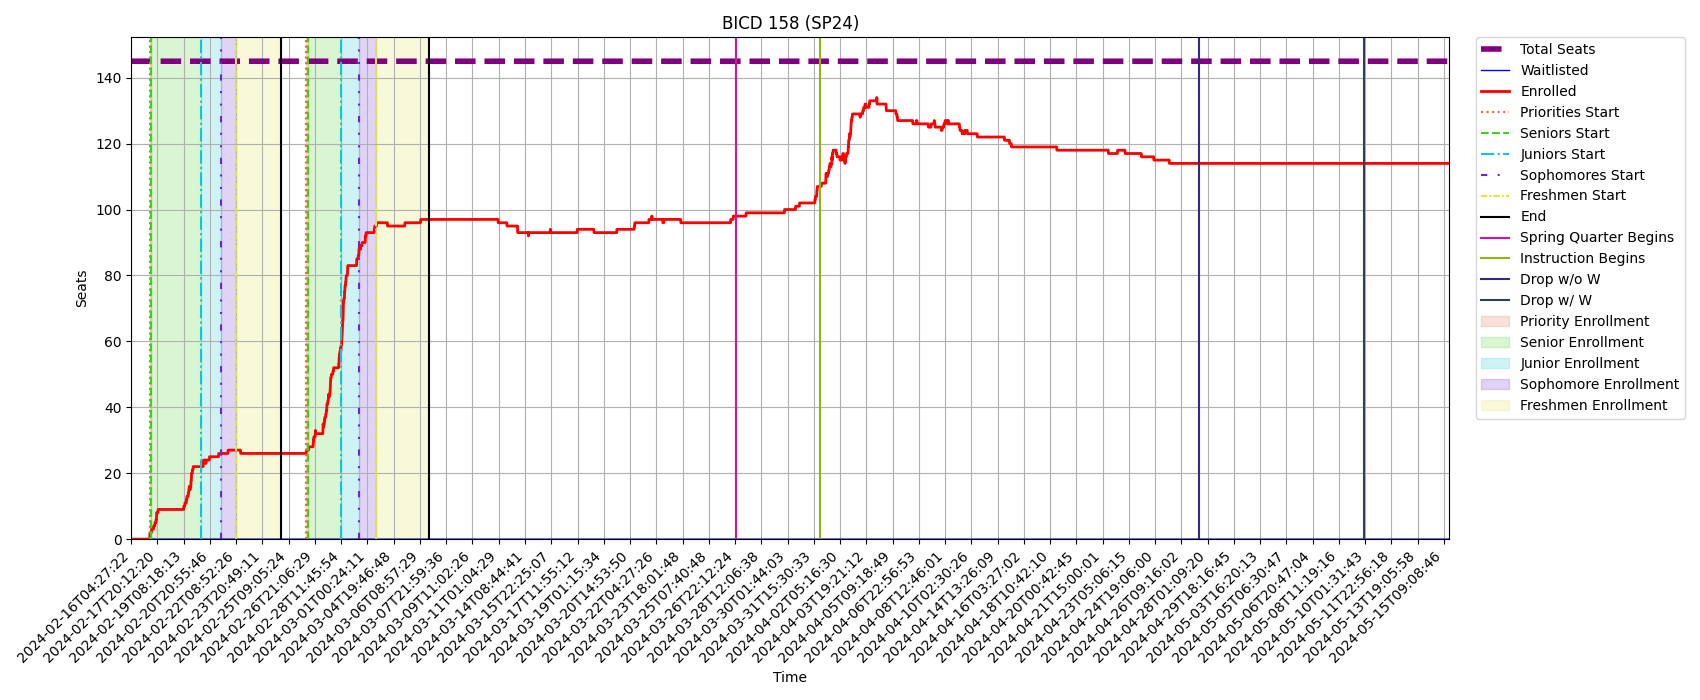 BICD 158 (SP24)
Total Seats
Waitlisted
Enrolled
Priorities Start
Seniors Start
Juniors Start
Sophomores Start
Freshmen Start
End
Spring Quarter Begins
Instruction Begins
Drop w/o W
Drop w/ W
Priority Enrollment
Senior Enrollment
Junior Enrollment
Sophomore Enrollment
Freshmen Enrollment
Seats
140
120
100
80
60
40
20
0
2024-02-16T04:27:22
2024-02-17T20:12:20
2024-02-19T08:18:13
2024-02-20T20:55:46
2024-02-22T08:52:26
2024-02-23T20:49:11
2024-02-25T09:05:24
2024-02-26T21:06:29
2024-02-28T11:45:54
2024-03-01T00:24:11
2024-03-04T19:46:48
2024-03-06T08:57:29
2024-03-07T21:59:36
2024-03-09T11:02:26
2024-03-11T01:04:29
2024-03-14T08:44:41
2024-03-15T22:25:07
2024-03-17T11:55:12
2024-03-19T01:15:34
2024-03-20T14:53:50
2024-03-22T04:27:26
2024-03-23T18:01:48
2024-03-25T07:40:48
2024-03-26T22:12:24
2024-03-28T12:06:38
2024-03-30T01:44:03
2024-03-31T15:30:33
2024-04-02T05:16:30
2024-04-03T19:21:12
2024-04-05T09:18:49
2024-04-06T22:56:53
2024-04-08T12:46:01
2024-04-10T02:30:26
2024-04-14T13:26:09
2024-04-16T03:27:02
2024-04-18T10:42:10
2024-04-20T00:42:45
2024-04-21T15:00:01
2024-04-23T05:06:15
2024-04-24T19:06:00
2024-04-26T09:16:02
2024-04-28T01:09:20
2024-04-29T18:16:45
2024-05-03T16:20:13
2024-05-05T06:30:47
2024-05-06T20:47:04
2024-05-08T11:19:16
2024-05-10T01:31:43
2024-05-11T22:56:18
2024-05-13T19:05:58
2024-05-15T09:08:46
Time